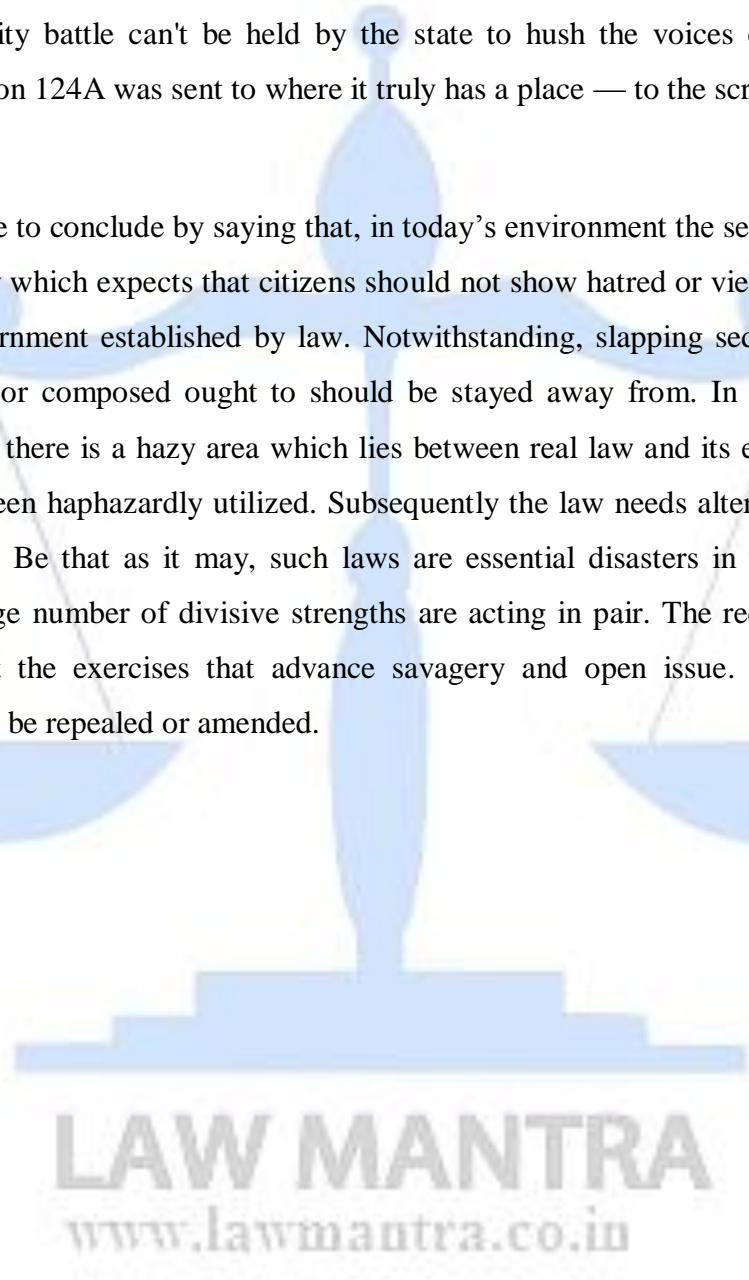 ity battle can't be held by the state to hush the voices
on 124A was sent to where it truly has a place — to the scr
e to conclude by saying that, in today's environment the se
which expects that citizens should not show hatred or vie
rnment established by law. Notwithstanding, slapping sed
or composed ought to should be stayed away from. In
there is a hazy area which lies between real law and its e
een haphazardly utilized. Subsequently the law needs alter
Be that as it may, such laws are essential disasters in
ge number of divisive strengths are acting in pair. The re
the exercises that advance savagery and open issue.
be repealed or amended.
LAW MANTRA
www.lawmantra.co.in